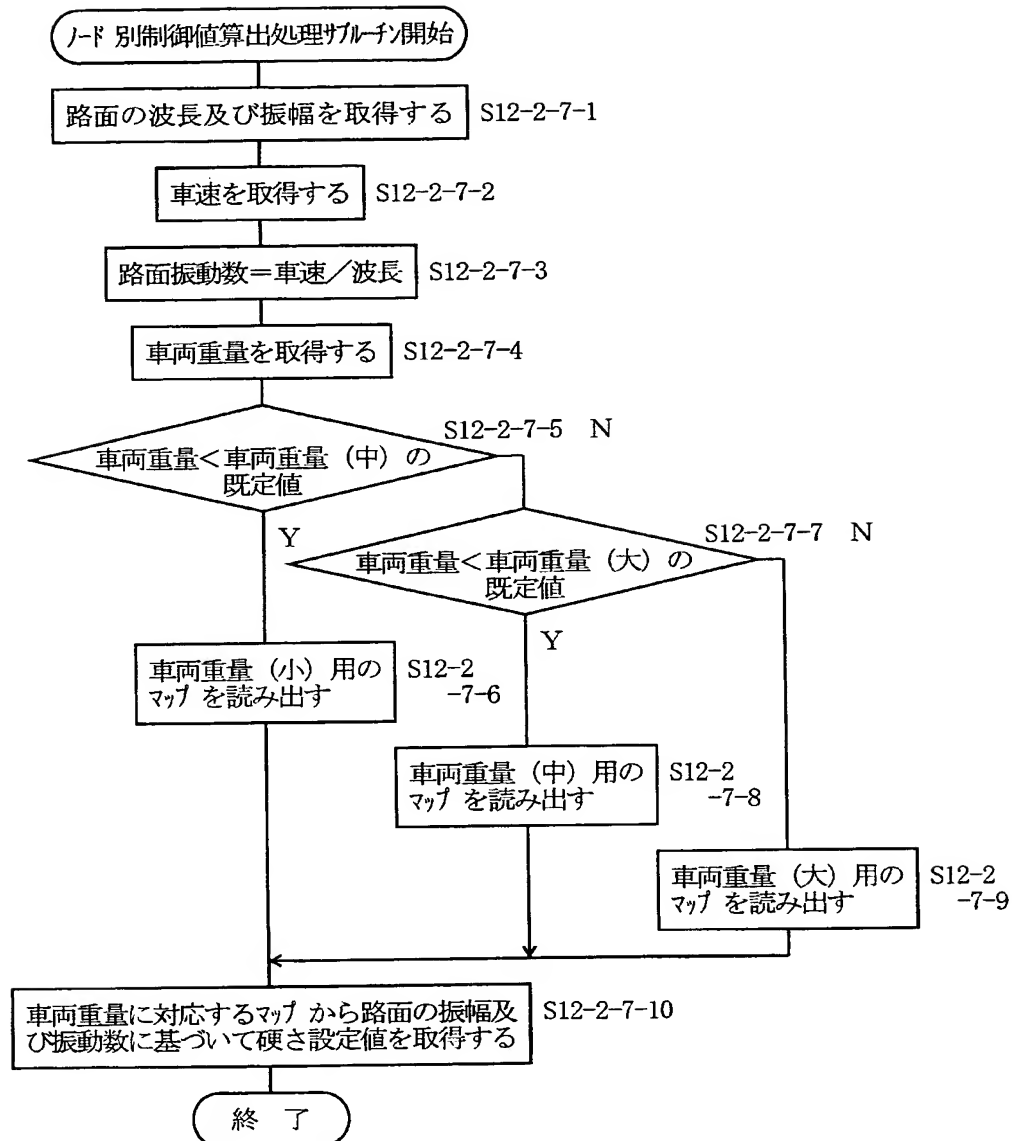 ノード 別制御値算出処理サブルーチン開始
路面の波長及び振幅を取得する S12-2-7-1
車速を取得する S12-2-7-2
路面振動数＝車速／波長 S12-2-7-3
車両重量を取得する S12-2-7-4
S12-2-7-5 N
車両重量＜車両重量（中）の
既定値
Y
S12-2-7-7 N
車両重量＜車両重量（大）の
既定値
Y
車両重量（小）用の
マップ を読み出す
S12-2
-7-6
車両重量（中）用の
マップ を読み出す
S12-2
-7-8
車両重量（大）用の
マップ を読み出す
S12-2
-7-9
車両重量に対応するマップ から路面の振幅及
び振動数に基づいて硬さ設定値を取得する
S12-2-7-10
終 了